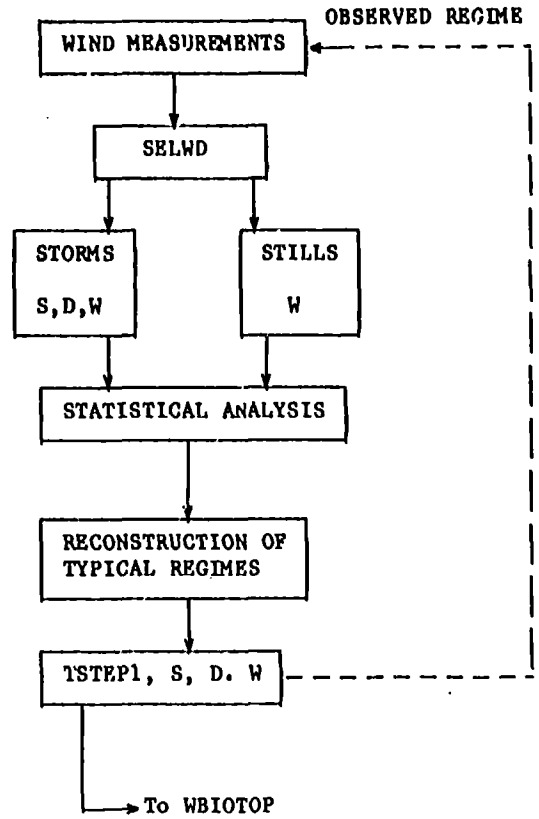 OBSERVED REGIME
WIND MEASUREMENTS
SELWD
STORMS
S,D,W
STILLS
W
STATISTICAL ANALYSIS
RECONSTRUCTION OF
TYPICAL REGIMES
TSTEP1, S, D. W
To WBIOTOP